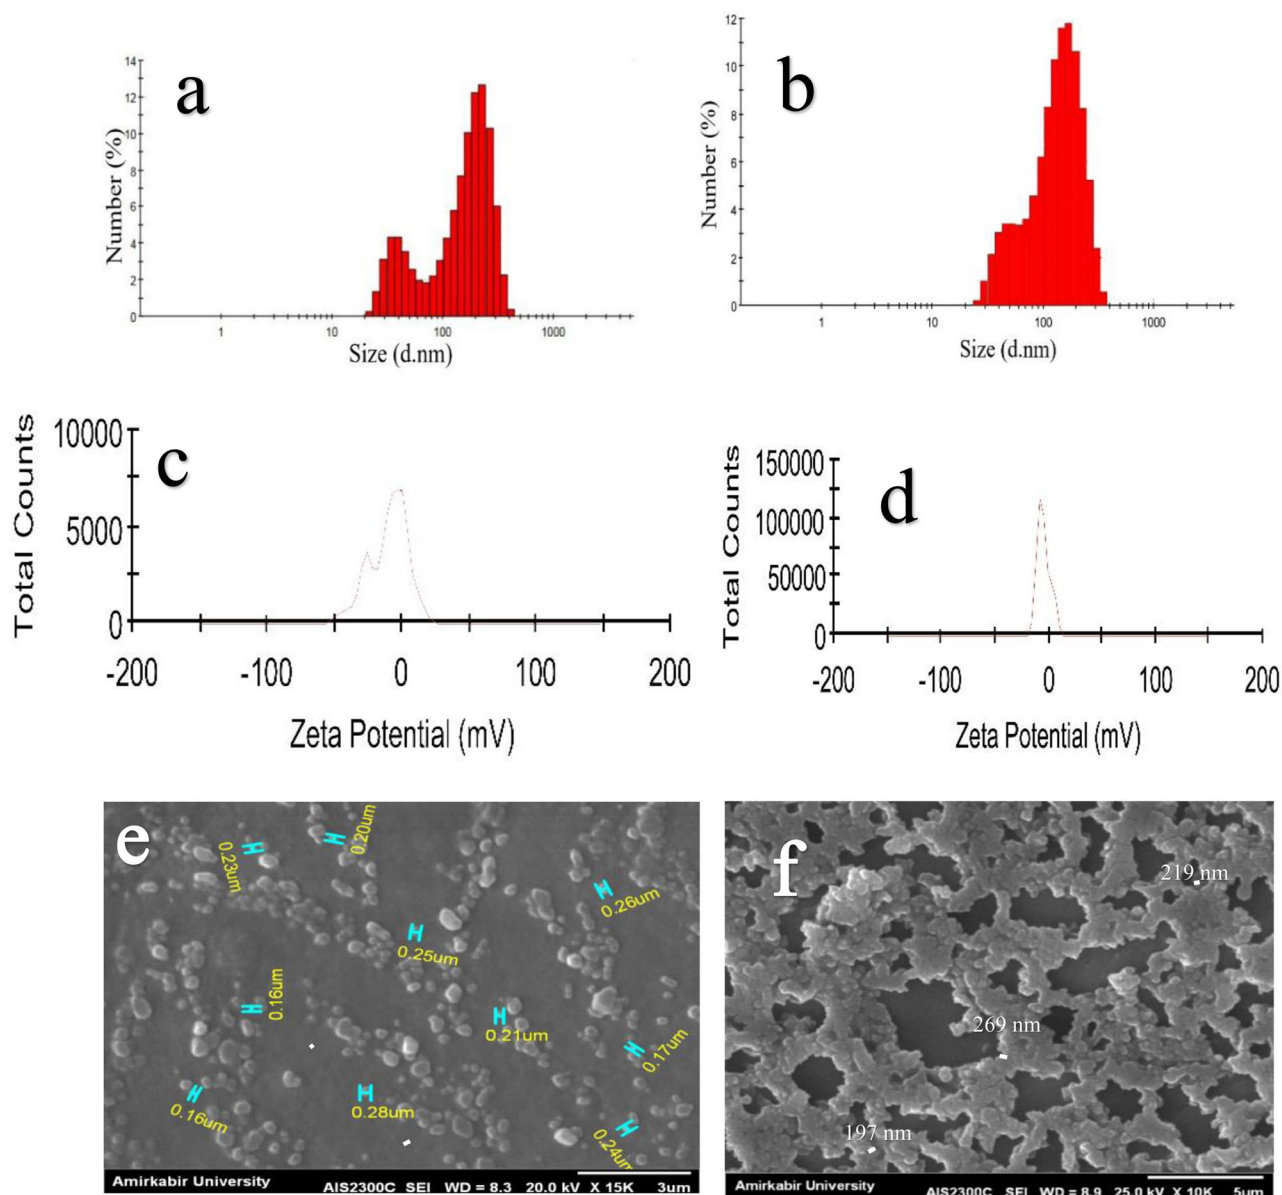 a
Number (%)
14
12
10
8
6
4
2
0
1
10
100
1000
Size (d.nm)
b
Number (%)
12
10
8
6
4
2
0
1
10
100
1000
Size (d.nm)
c
Total Counts
10000
5000
0
-200
-100
0
100
200
Zeta Potential (mV)
d
Total Counts
150000
100000
50000
0
-200
-100
0
100
200
Zeta Potential (mV)
e
0.23um
0.20um
0.26um
0.25um
0.16um
0.21um
0.17um
0.16um
0.28um
0.24um
Amirkabir University
AIS2300C SEI WD = 8.3 20.0 kV X 15K 3um
f
219 nm
269 nm
197 nm
Amirkabir University
AIS2300C SEI WD = 8.9 25.0 kV X 10K 5um